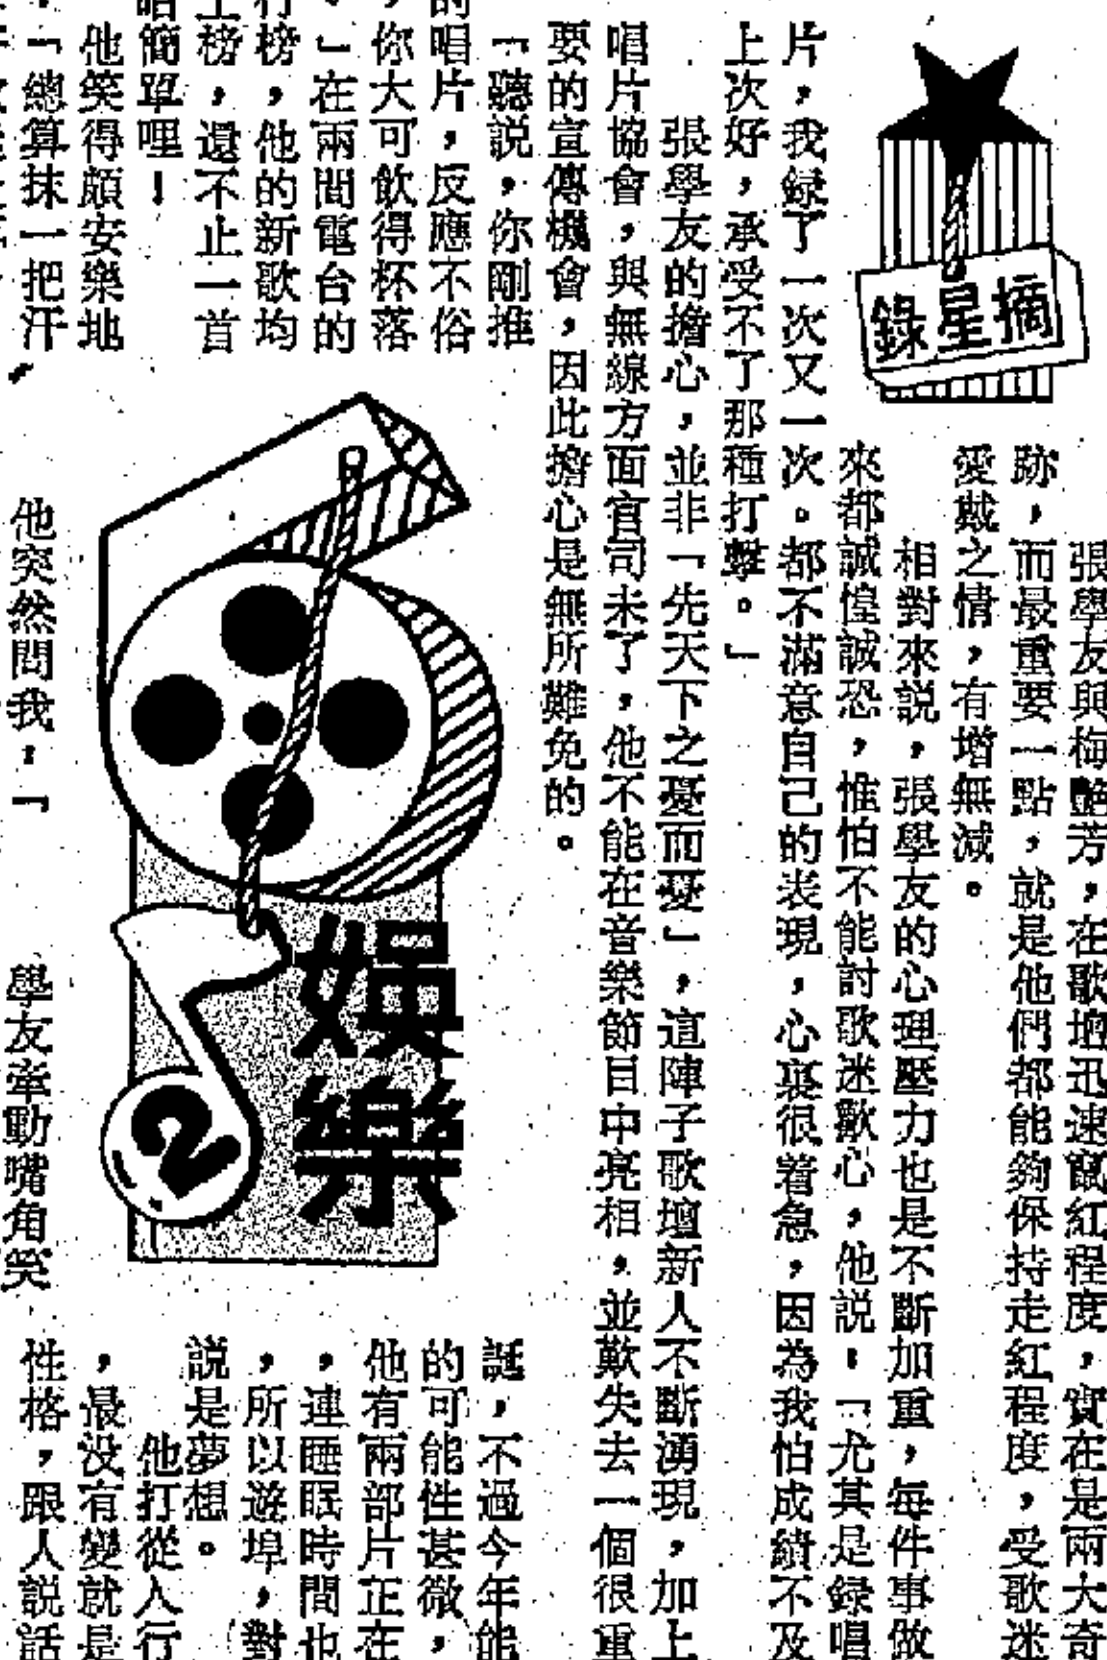 摘星錄
張學友與梅艷芳，在歌壇迅速竄紅程度，實在是兩大奇
跡，而最重要一點，就是他們都能夠保持走紅程度，受歌迷
愛戴之情，有增無減。
相對來說，張學友的心理壓力也是不斷加重，每件事做
來都誠惶誠恐，惟怕不能討歌迷歡心，他說：「尤其是録唱
片，我録了一次又一次。都不滿意自己的表現，心裏很着急，因為我怕成績不及
上次好，承受不了那種打擊。」
張學友的擔心，並非「先天下之憂而憂」，這陣子歌壇新人不斷湧現，加上
唱片協會，與無線方面官司未了，他不能在音樂節目中亮相，並歎失去一個很重
要的宣傳機會，因此擔心是無所難免的。
「聽說，你剛推
的唱片，反應不俗
，你大可飲得杯落
。」在兩間電台的
行榜，他的新歌均
上榜，還不止一首
簡單哩！
他笑得頗安樂地
，「總算抹一把汗
娛樂
2
他突然問我，「
學友牽動嘴角笑
誕，不過今年能
的可能性甚微，
他有兩部片正在
，連睡眠時間也
，所以遊埠，對
說是夢想。
他打從入行
，最没有變就是
性格，跟人說話